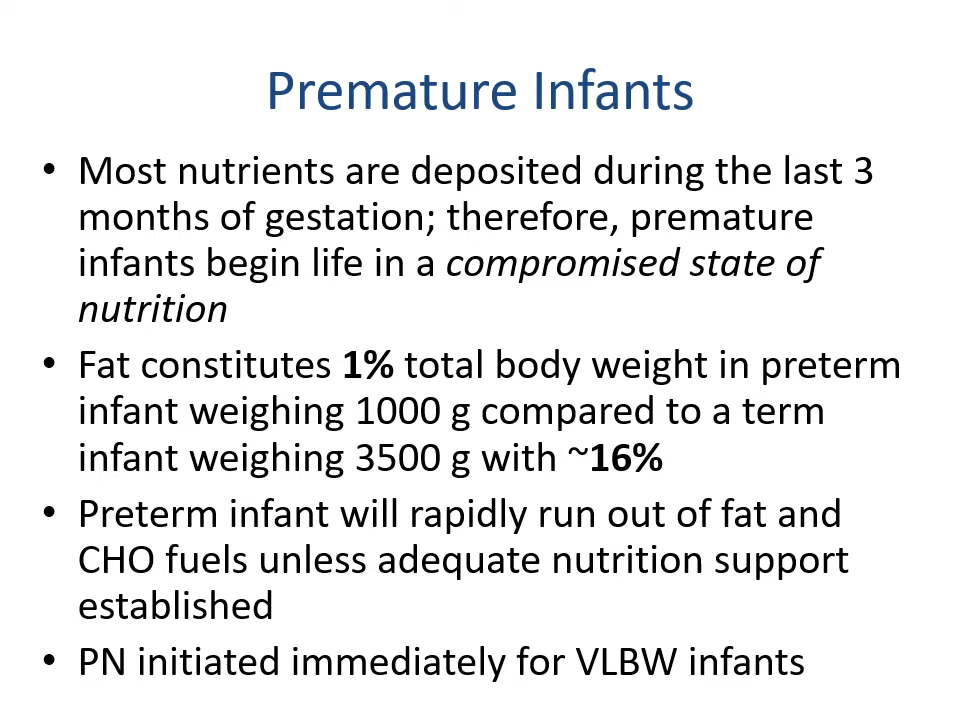 Premature Infants
• Most nutrients are deposited during the last 3
months of gestation; therefore, premature
infants begin life in a compromised state of
nutrition
• Fat constitutes 1% total body weight in preterm
infant weighing 1000 g compared to a term
infant weighing 3500 g with ~16%
• Preterm infant will rapidly run out of fat and
CHO fuels unless adequate nutrition support
established
• PN initiated immediately for VLBW infants